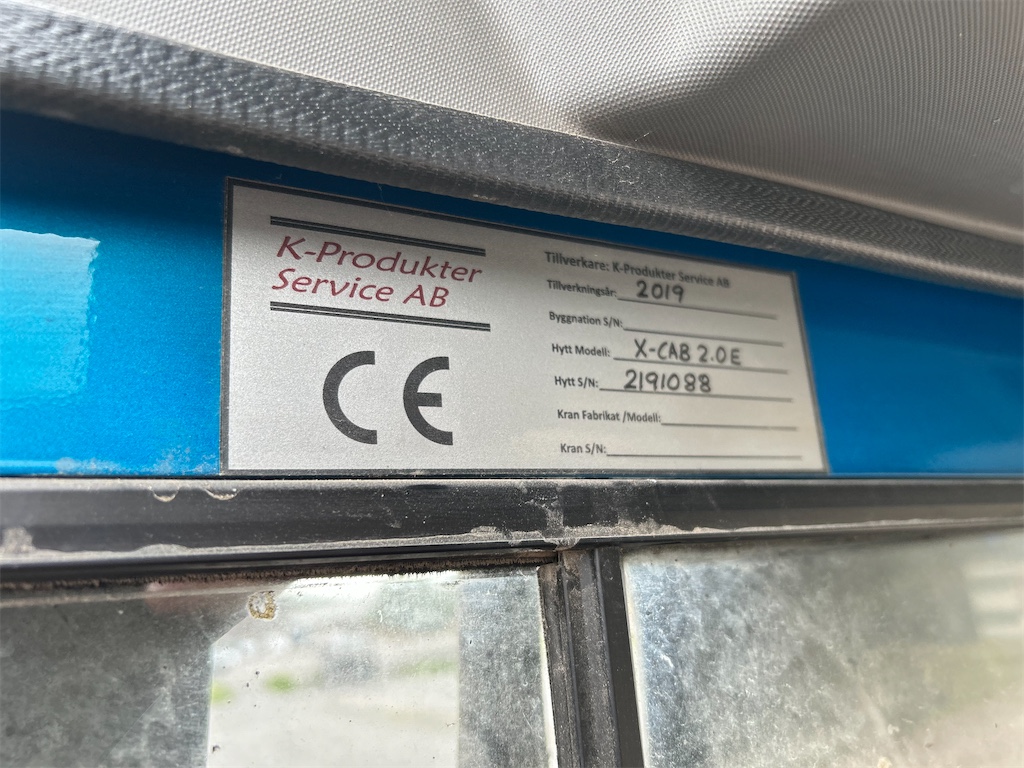 K-Produkter
Service AB
CE
Tillverkare: K-Produkter Service AB
Tillverkningsår: 2019
Byggnation S/N:
Hytt Modell: X-CAB 2.0E
Hytt S/N: 2191088
Kran Fabrikat /Modell:
Kran S/N: